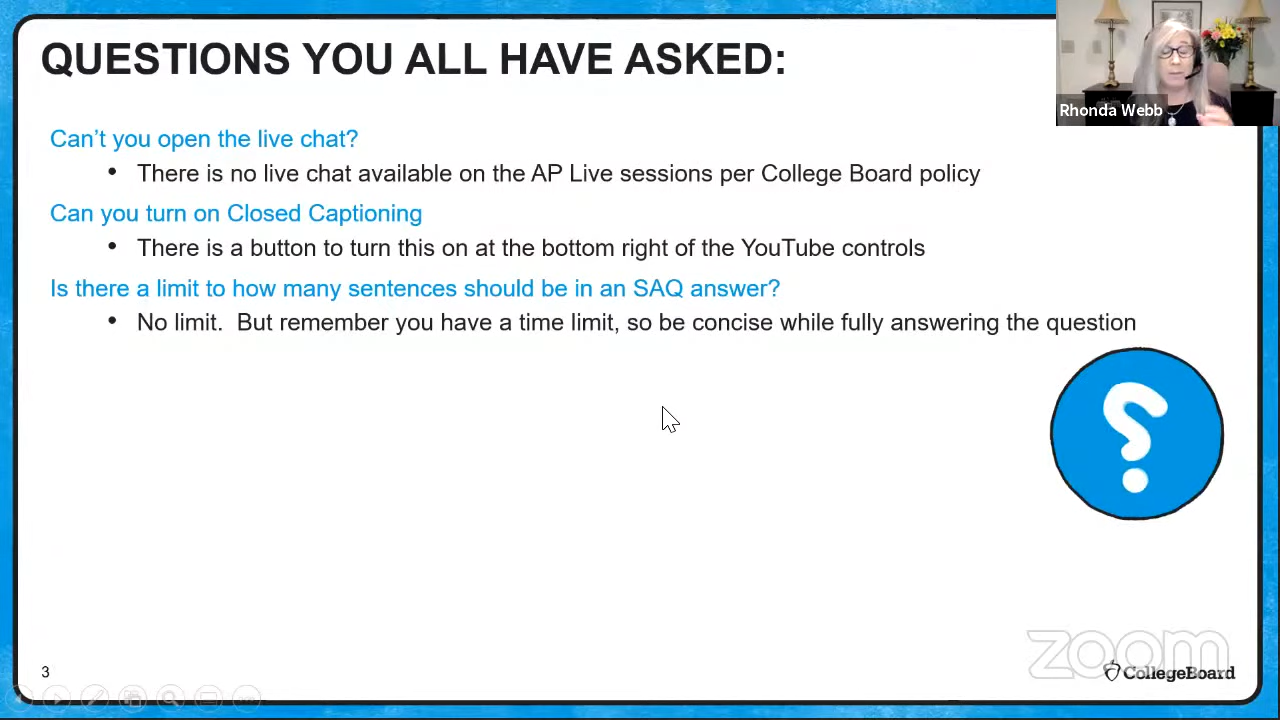 QUESTIONS YOU ALL HAVE ASKED:
Rhonda Webb
Can't you open the live chat?
• There is no live chat available on the AP Live sessions per College Board policy
Can you turn on Closed Captioning
• There is a button to turn this on at the bottom right of the YouTube controls
Is there a limit to how many sentences should be in an SAQ answer?
• No limit.  But remember you have a time limit, so be concise while fully answering the question
?
zoom
3
CollegeBoard